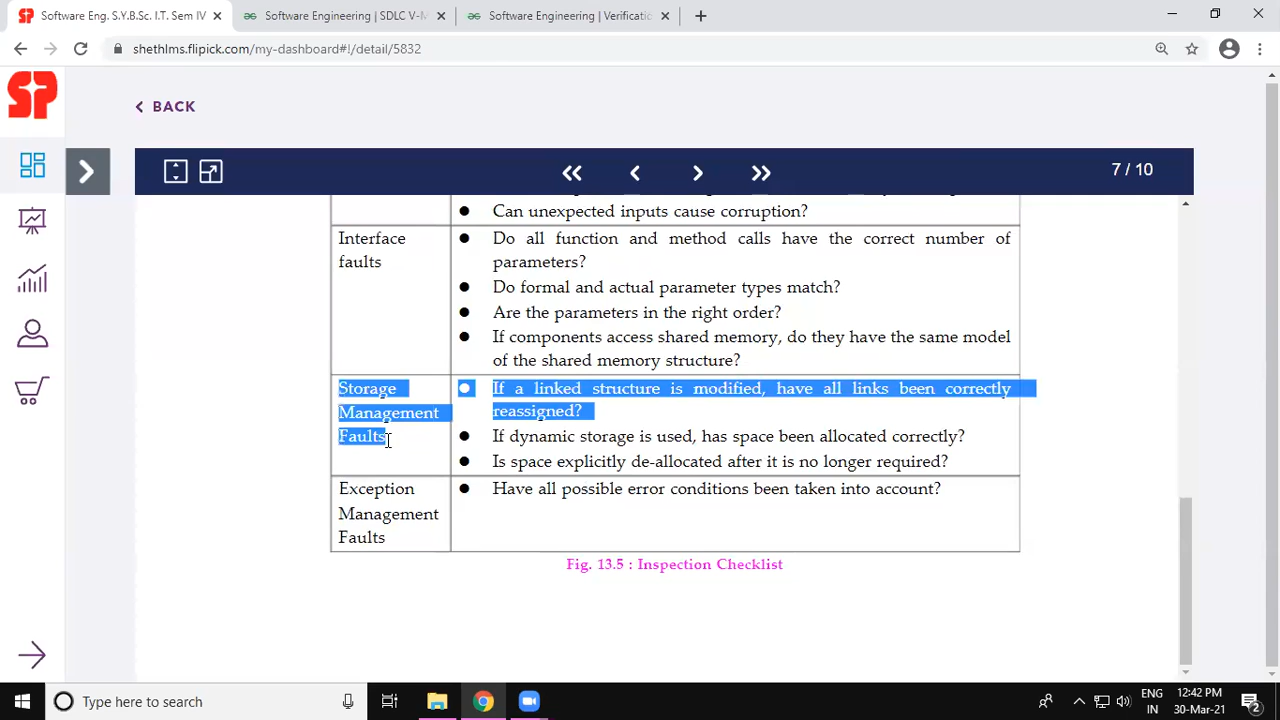 Software Eng. S.Y.B.Sc. I.T. Sem IV
Software Engineering | SDLC V-M
Software Engineering | Verificati
shethlms.flipick.com/my-dashboard#!/detail/5832
SP
BACK
7 / 10
Can unexpected inputs cause corruption?
Interface faults
Do all function and method calls have the correct number of
parameters?
Do formal and actual parameter types match?
Are the parameters in the right order?
If components access shared memory, do they have the same model
of the shared memory structure?
Storage
Management
Faults
If a linked structure is modified, have all links been correctly
reassigned?
If dynamic storage is used, has space been allocated correctly?
Is space explicitly de-allocated after it is no longer required?
Exception
Management
Faults
Have all possible error conditions been taken into account?
Fig. 13.5 : Inspection Checklist
Type here to search
ENG
IN
12:42 PM
30-Mar-21
2